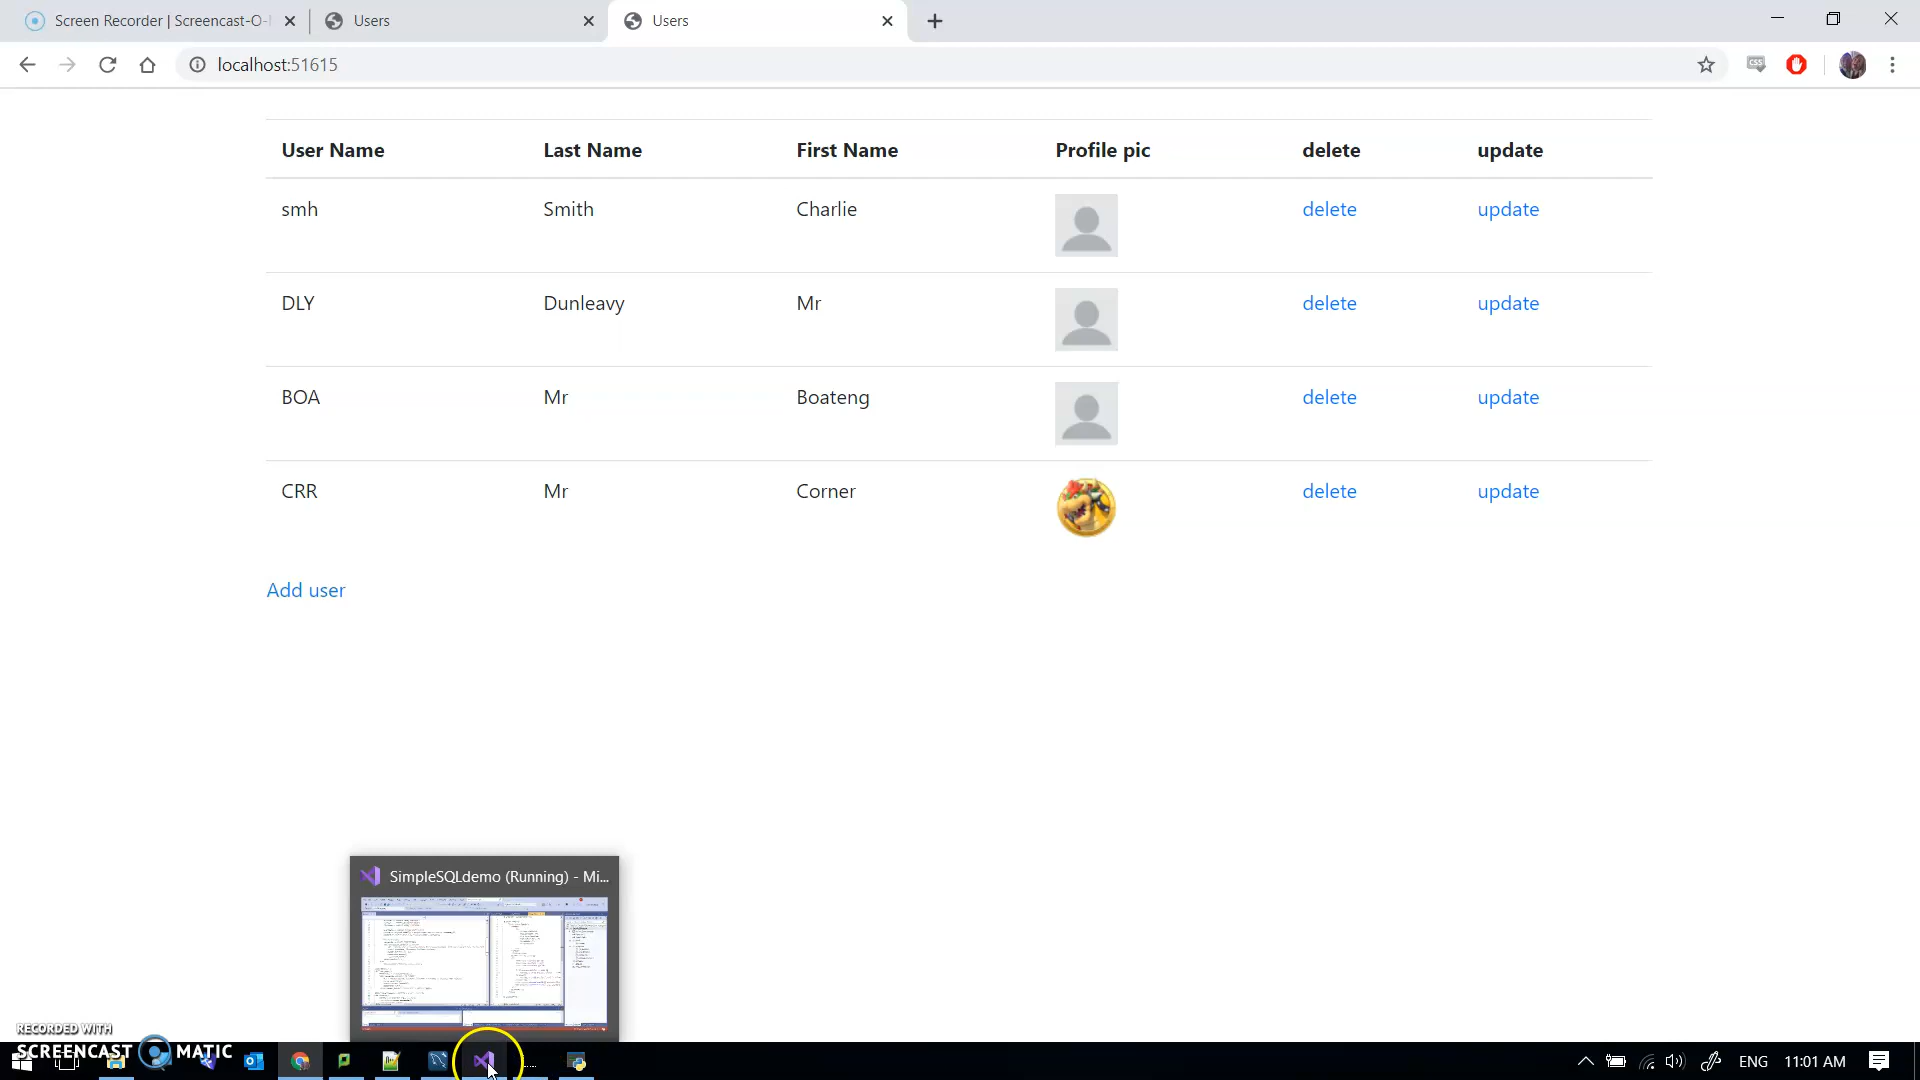 Screen Recorder | Screencast-O-
Users
Users
localhost:51615
CSS
User Name Last Name First Name Profile pic delete update
smh Smith Charlie delete update
DLY Dunleavy Mr delete update
BOA Mr Boateng delete update
CRR Mr Corner delete update
Add user
SimpleSQLdemo (Running) - Mi...
RECORDED WITH
SCREENCAST MATIC
ENG 11:01 AM